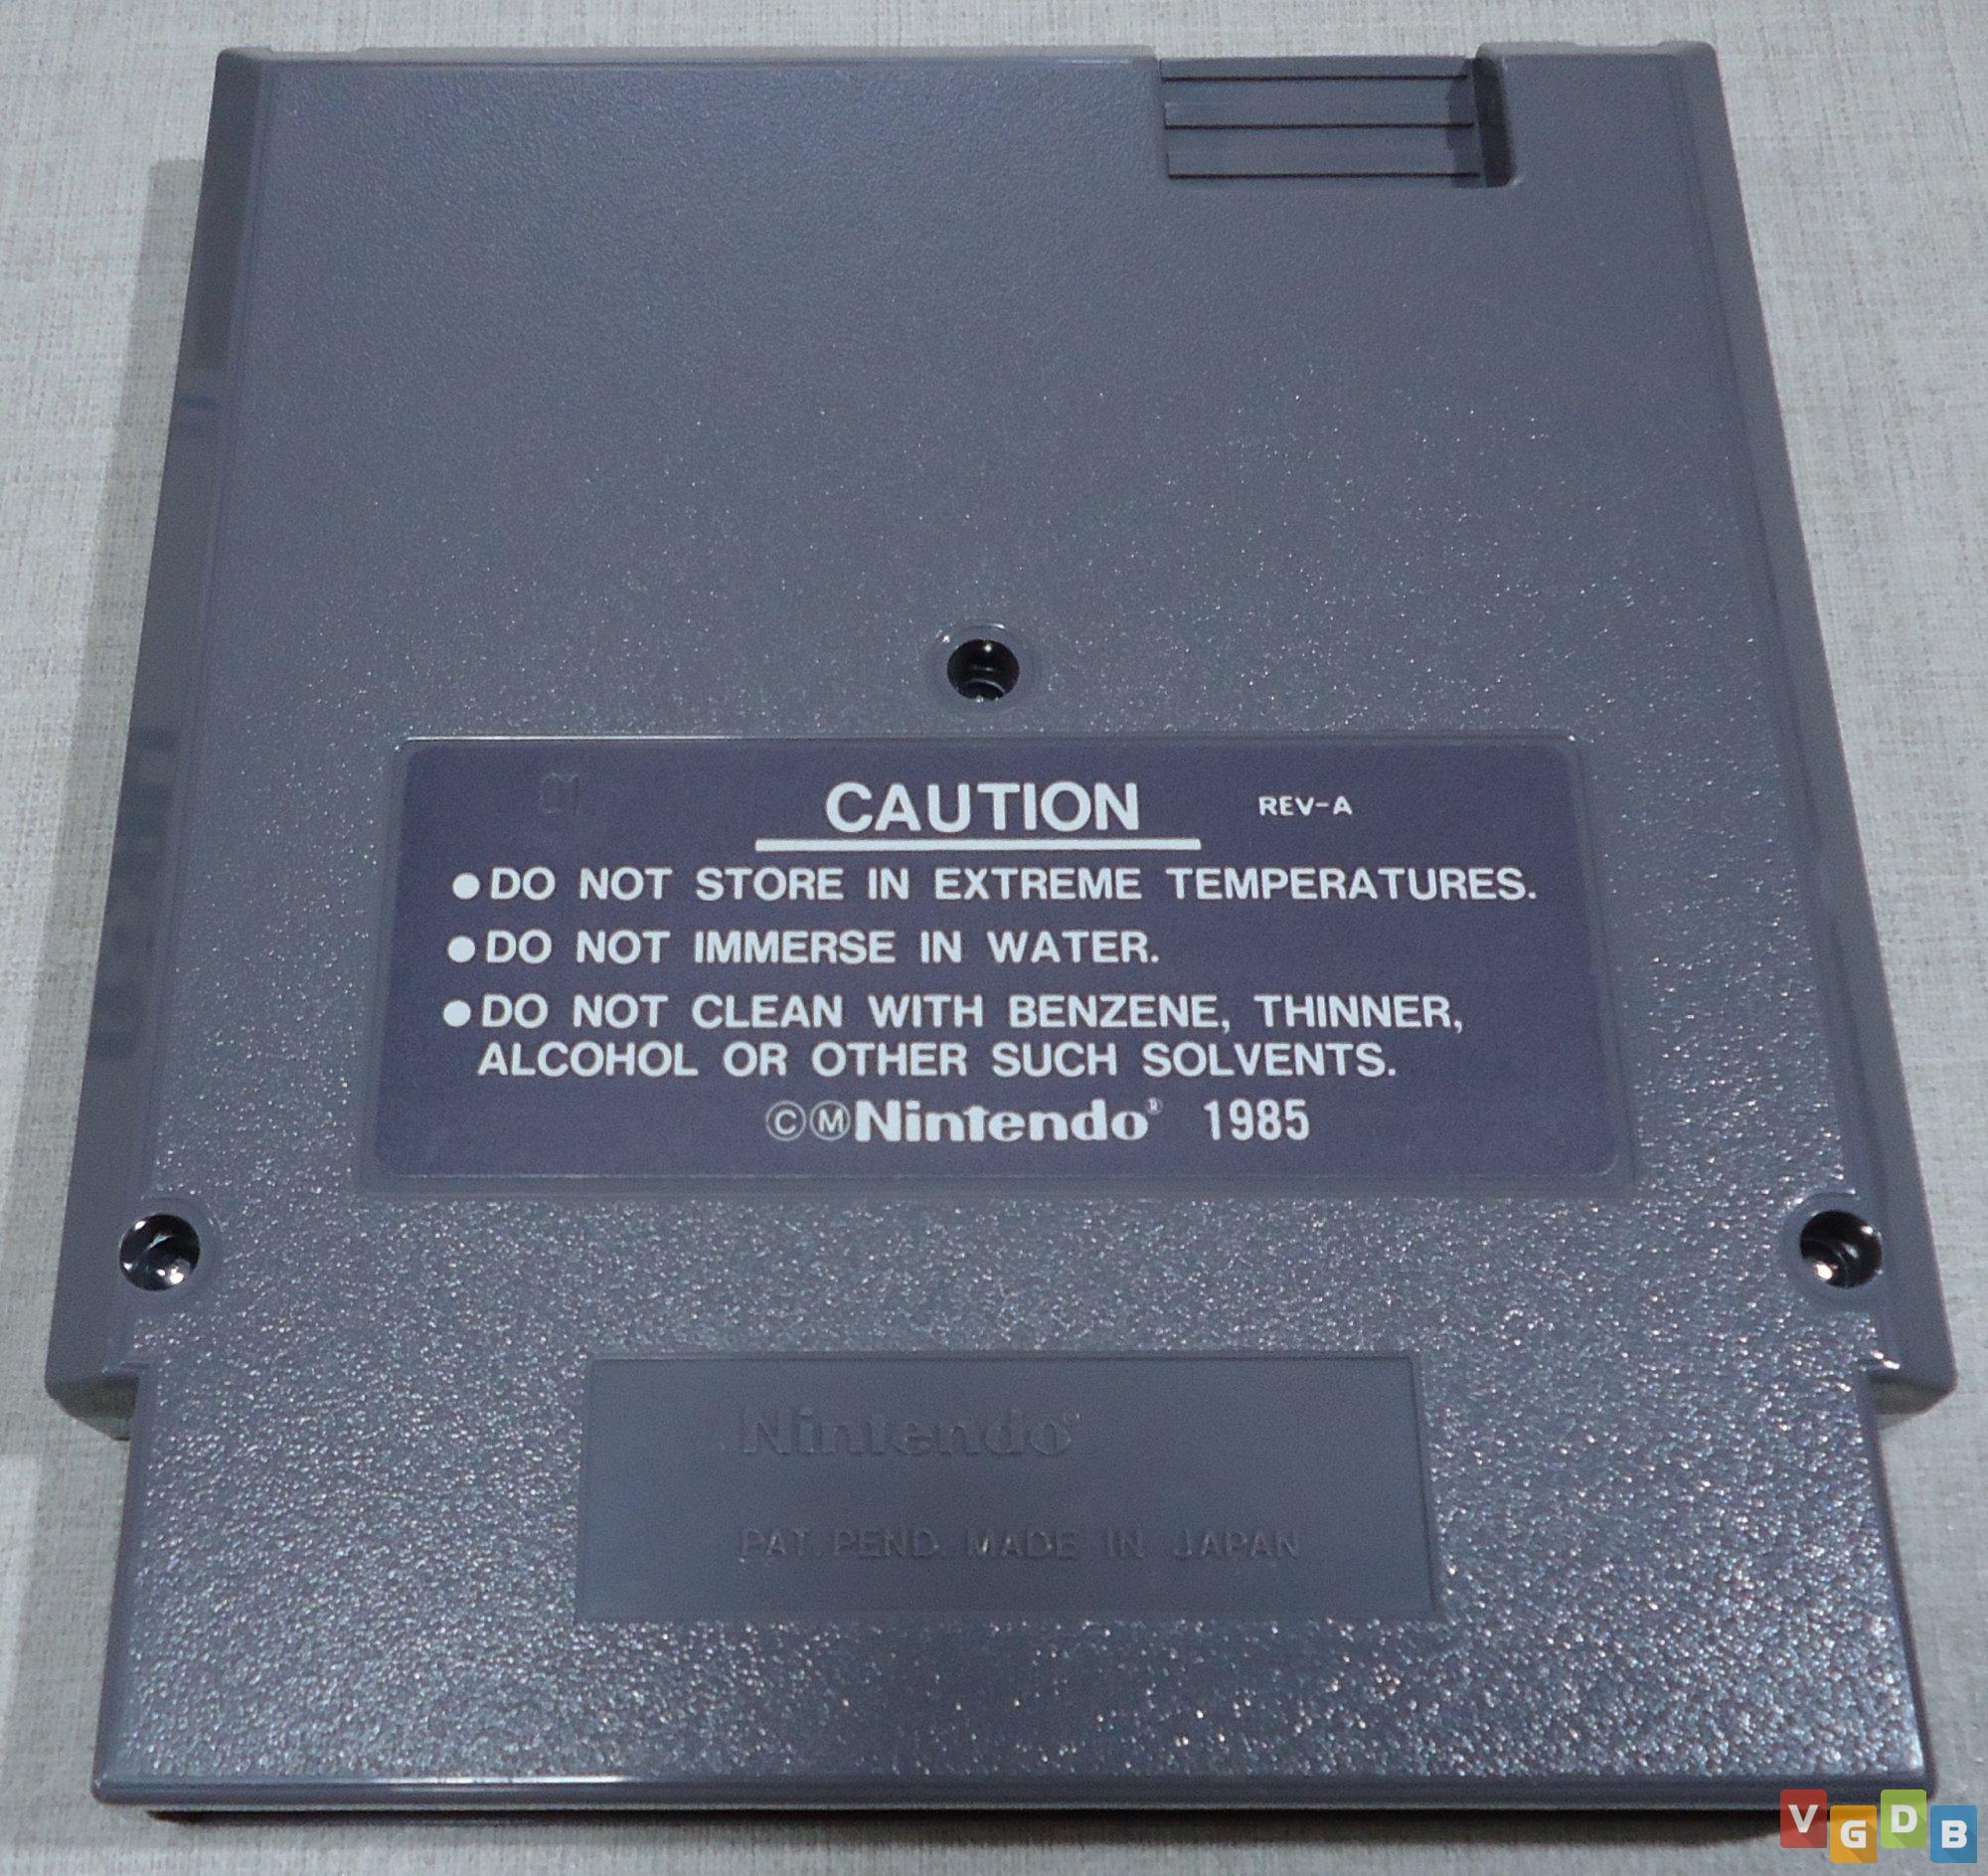 CAUTION REV-A
●DO NOT STORE IN EXTREME TEMPERATURES.
●DO NOT IMMERSE IN WATER.
●DO NOT CLEAN WITH BENZENE, THINNER,
ALCOHOL OR OTHER SUCH SOLVENTS.
©ⓂNintendo® 1985
Nintendo®
PAT. PEND. MADE IN JAPAN
VGDB